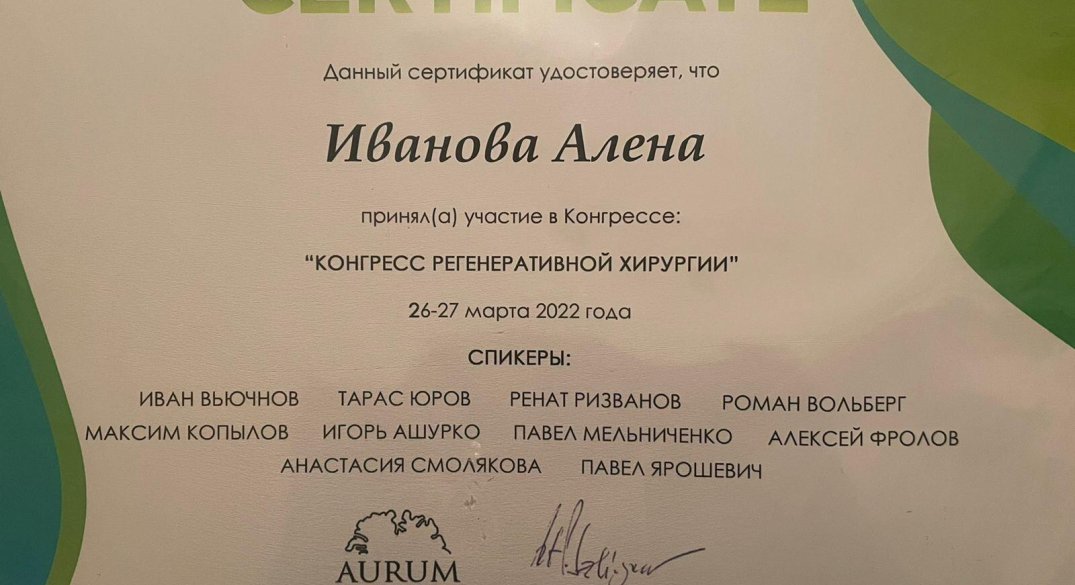 CERTIFICATE
Данный сертификат удостоверяет, что
Иванова Алена
принял(а) участие в Конгрессе:
“КОНГРЕСС РЕГЕНЕРАТИВНОЙ ХИРУРГИИ”
26-27 марта 2022 года
СПИКЕРЫ:
ИВАН ВЬЮЧНОВ ТАРАС ЮРОВ РЕНАТ РИЗВАНОВ РОМАН ВОЛЬБЕРГ
МАКСИМ КОПЫЛОВ ИГОРЬ АШУРКО ПАВЕЛ МЕЛЬНИЧЕНКО АЛЕКСЕЙ ФРОЛОВ
АНАСТАСИЯ СМОЛЯКОВА ПАВЕЛ ЯРОШЕВИЧ
AURUM